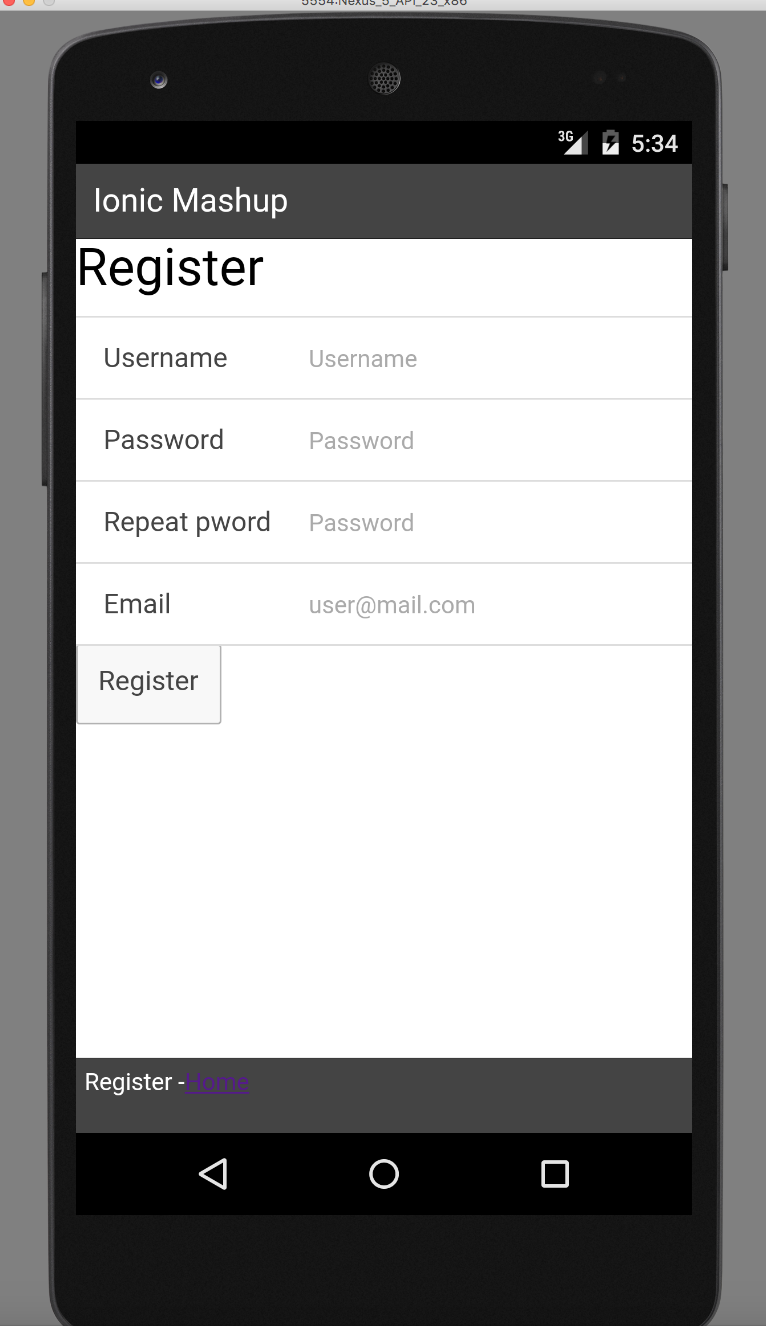 5554:Nexus_5_API_23_x86
3G 5:34
Ionic Mashup
Register
Username Username
Password Password
Repeat pword Password
Email user@mail.com
Register
Register -Home